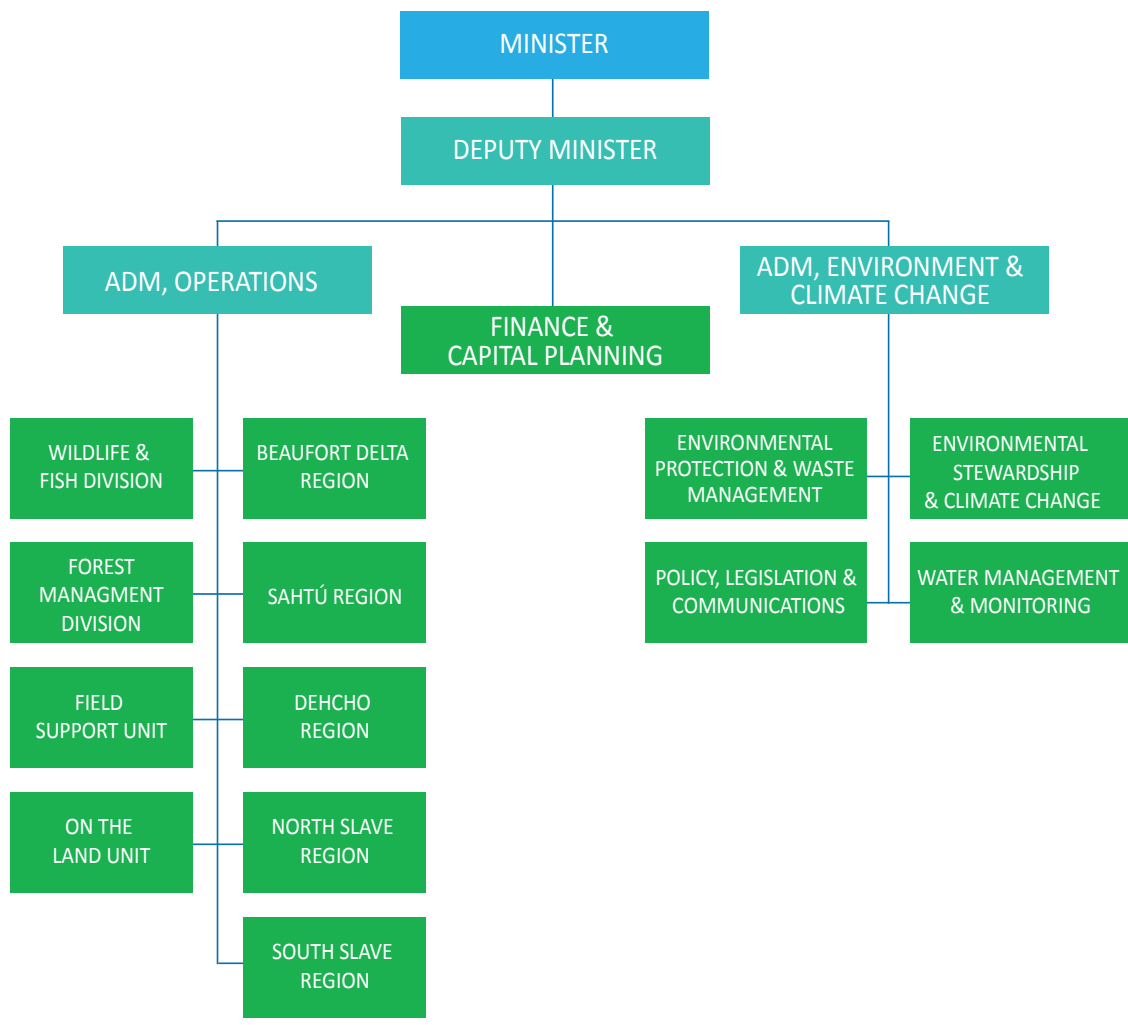 MINISTER
DEPUTY MINISTER
ADM, OPERATIONS
FINANCE &
CAPITAL PLANNING
ADM, ENVIRONMENT &
CLIMATE CHANGE
WILDLIFE &
FISH DIVISION
BEAUFORT DELTA
REGION
FOREST
MANAGMENT
DIVISION
SAHTÚ REGION
FIELD
SUPPORT UNIT
DEHCHO
REGION
ON THE
LAND UNIT
NORTH SLAVE
REGION
SOUTH SLAVE
REGION
ENVIRONMENTAL
PROTECTION & WASTE
MANAGEMENT
ENVIRONMENTAL
STEWARDSHIP
& CLIMATE CHANGE
POLICY, LEGISLATION &
COMMUNICATIONS
WATER MANAGEMENT
& MONITORING